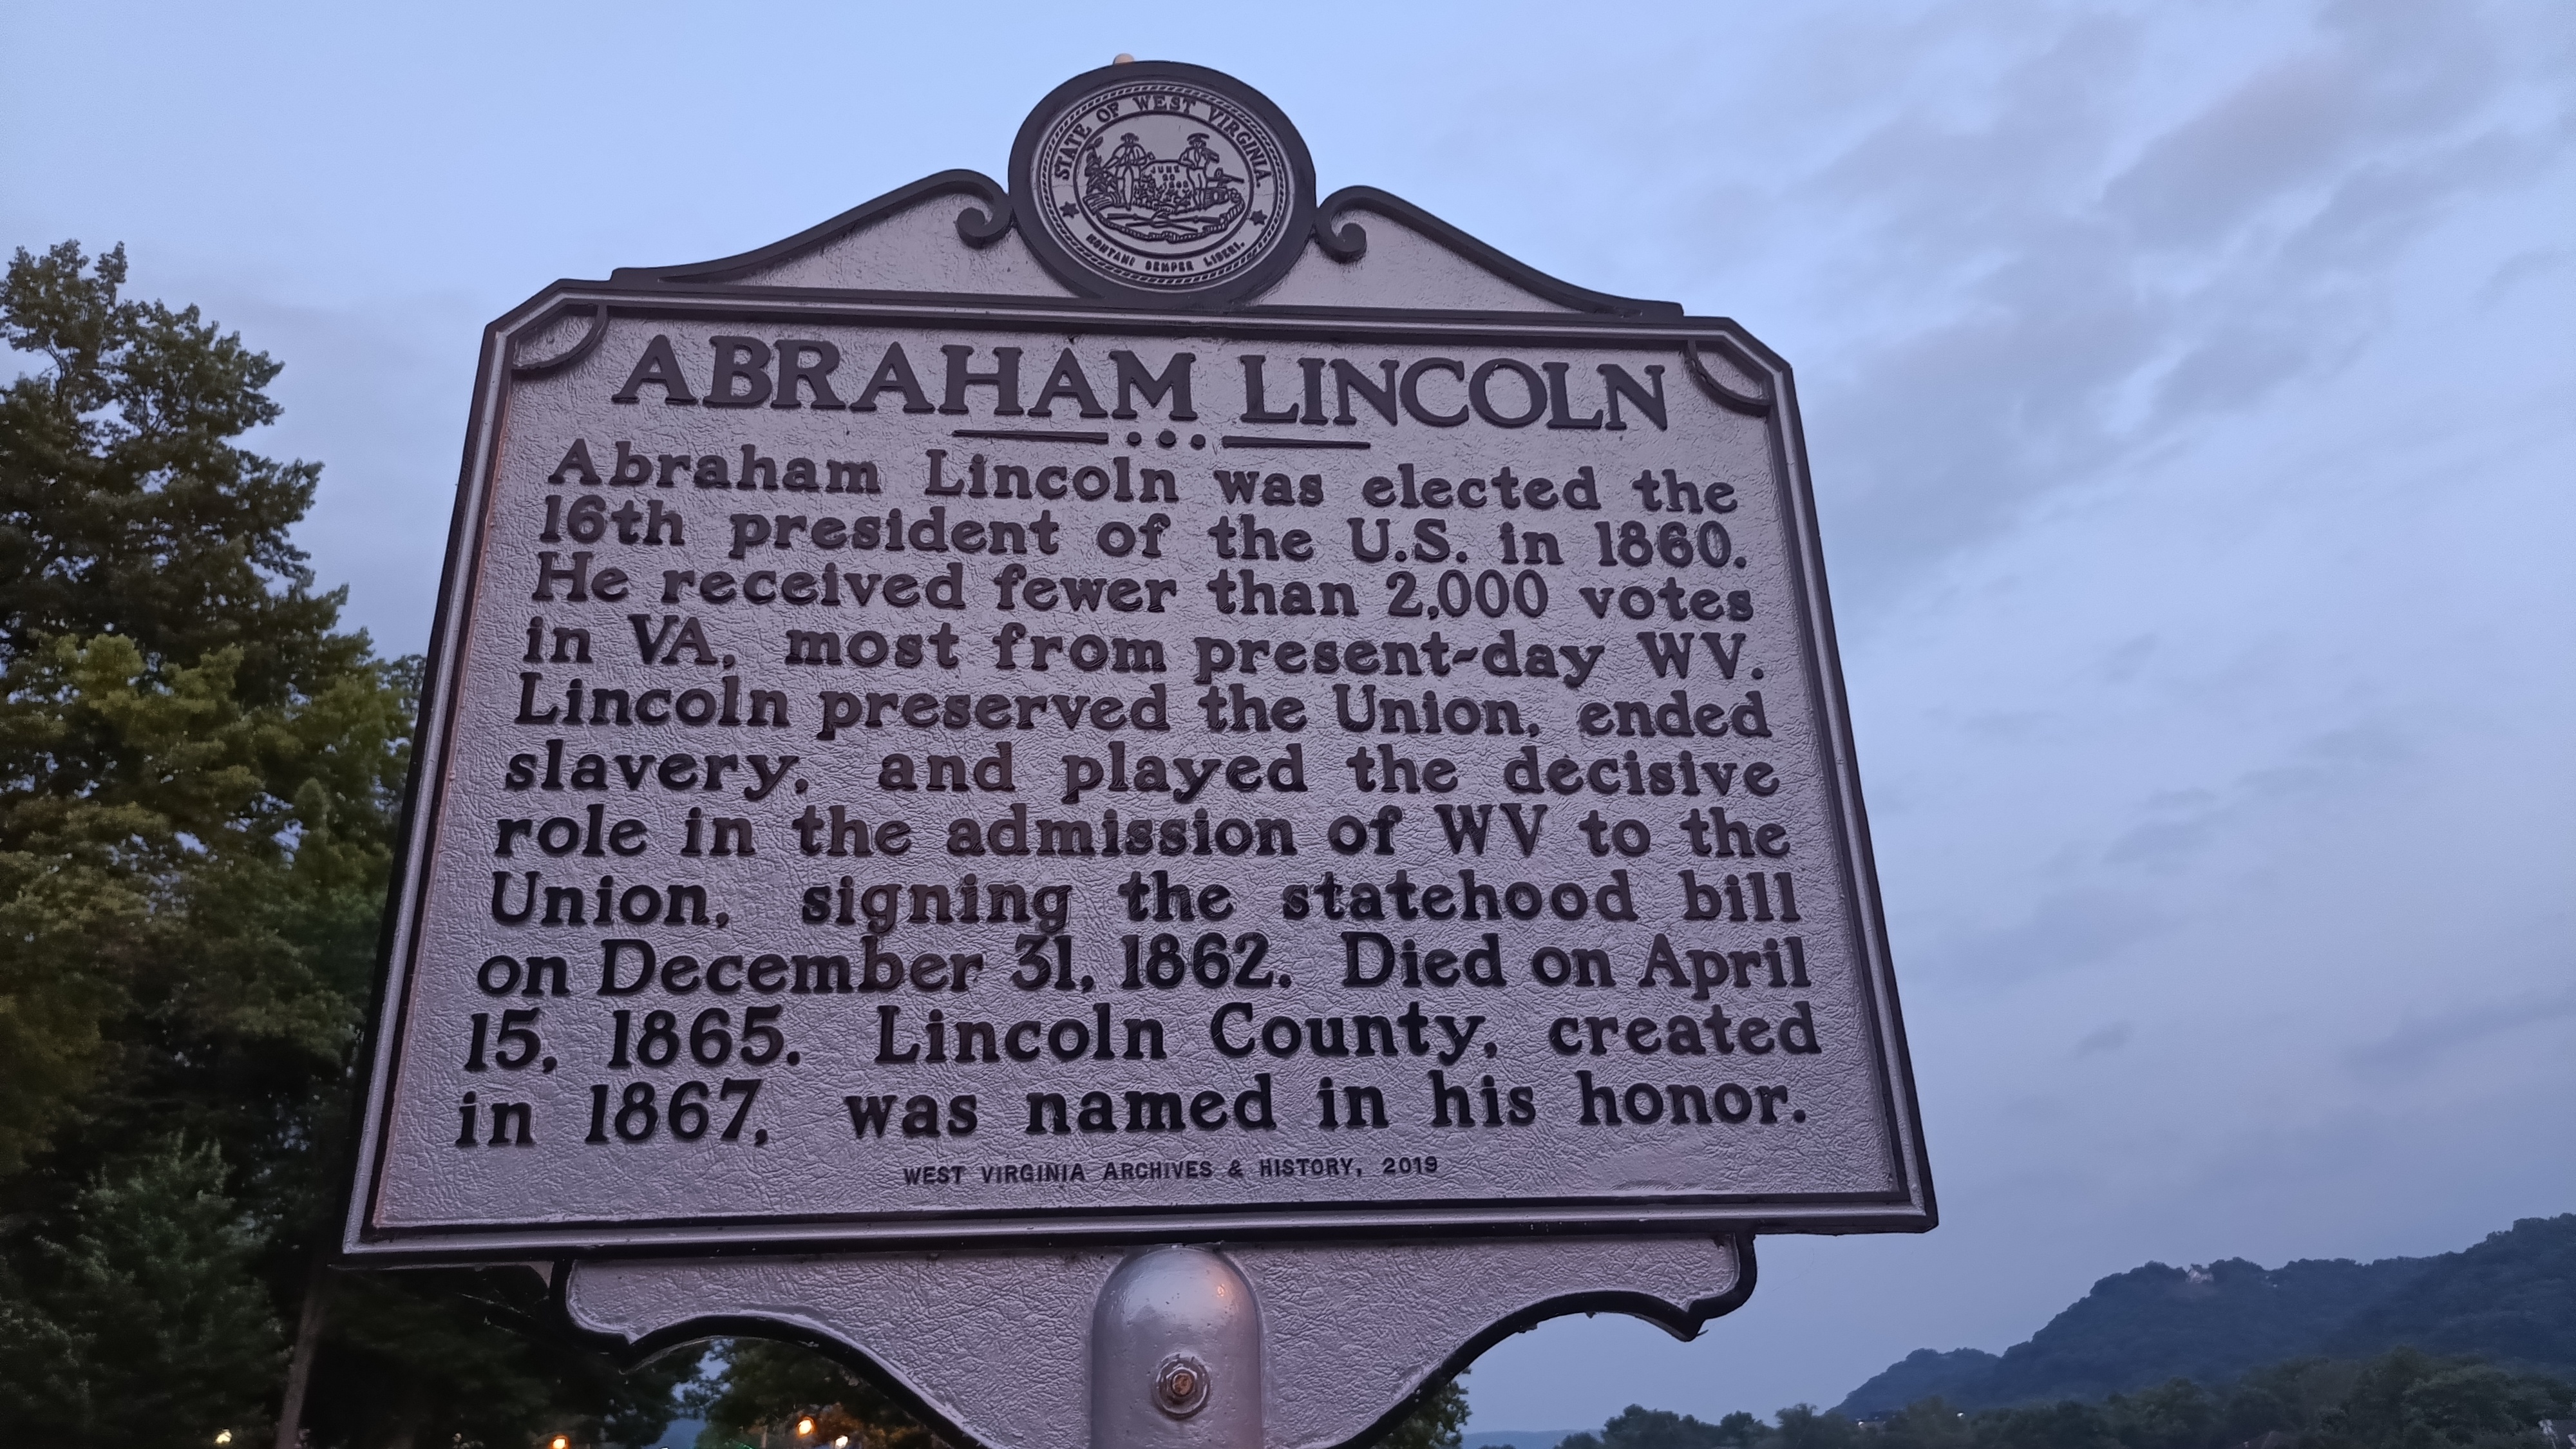 STATE OF WEST VIRGINIA.
JUNE
20
1863
MONTANI SEMPER LIBERI.
ABRAHAM LINCOLN
Abraham Lincoln was elected the
16th president of the U.S. in 1860.
He received fewer than 2,000 votes
in VA, most from present-day WV.
Lincoln preserved the Union, ended
slavery, and played the decisive
role in the admission of WV to the
Union, signing the statehood bill
on December 31, 1862. Died on April
15, 1865. Lincoln County, created
in 1867, was named in his honor.
WEST VIRGINIA ARCHIVES & HISTORY, 2019